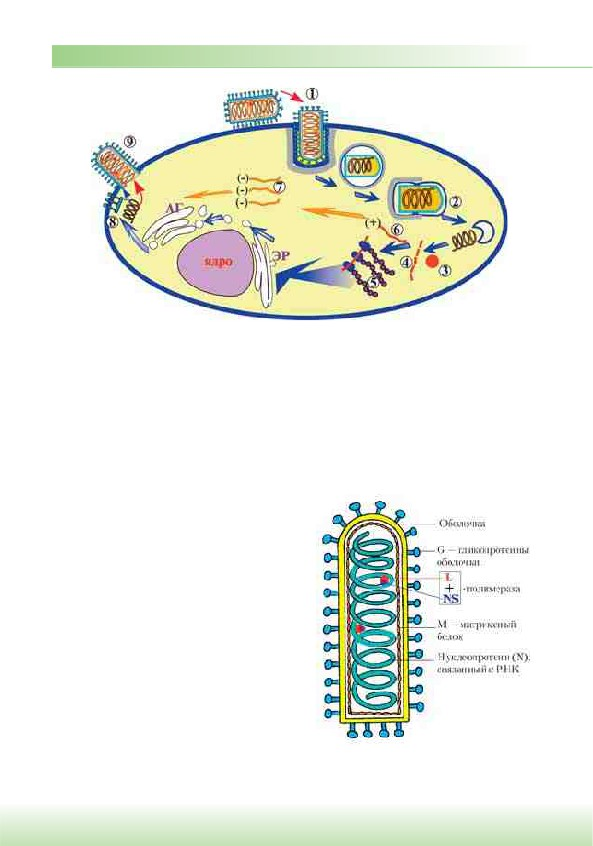 ①
⑨
②
(-)
(-) ⑦
(-)
АГ
(+) ⑥
⑧
ЭР
④
③
ядро
⑤
Оболочка
G – гликопротеины
оболочки
L
+ -полимераза
NS
М – матриксный
белок
Нуклеопротеин (N),
связанный с РНК